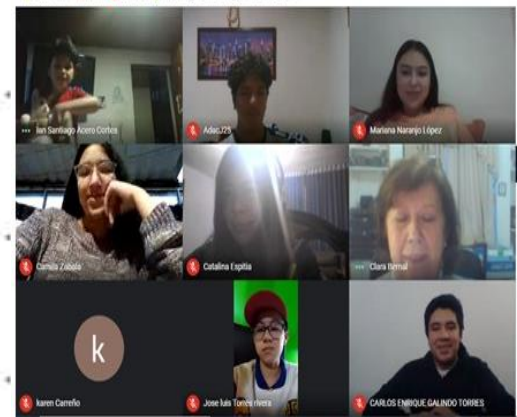 Ian Santiago Acero Cortes
AdacJ25
Mariana Naranjo López
Camila Zabala
Catalina Espitia
Clara Bernal
k
karen Carreño
Jose luis Torres rivera
CARLOS ENRIQUE GALINDO TORRES